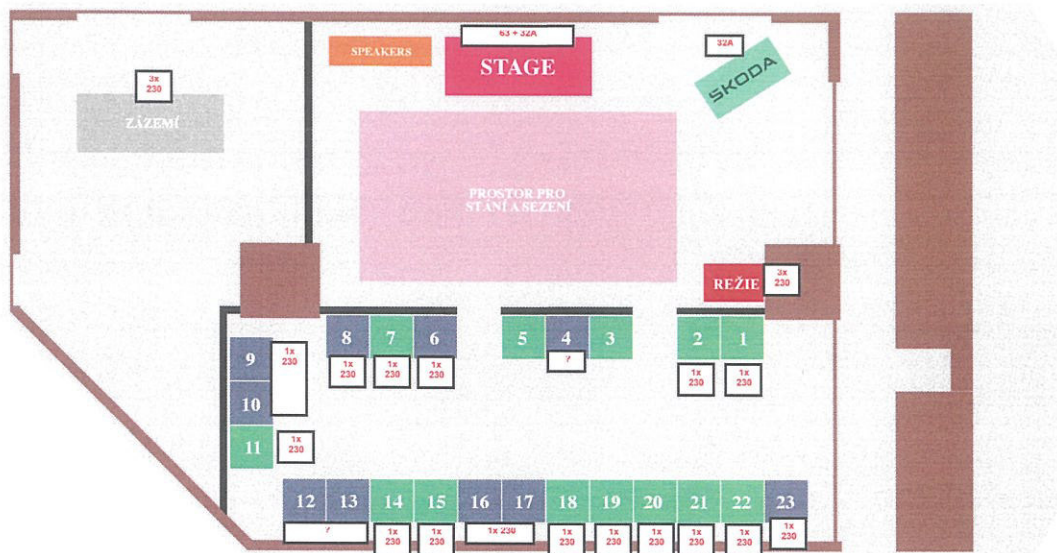 63 + 32A
SPEAKERS
STAGE
32A
ŠKODA
3x
230
ZÁZEMÍ
PROSTOR PRO
STÁNÍ A SEZENÍ
REŽIE
3x
230
8
7
6
5
4
3
2
1
1x
230
1x
230
1x
230
?
1x
230
1x
230
9
1x
230
10
11
1x
230
12
13
14
15
16
17
18
19
20
21
22
23
?
1x
230
1x
230
1x 230
1x
230
1x
230
1x
230
1x
230
1x
230
1x
230